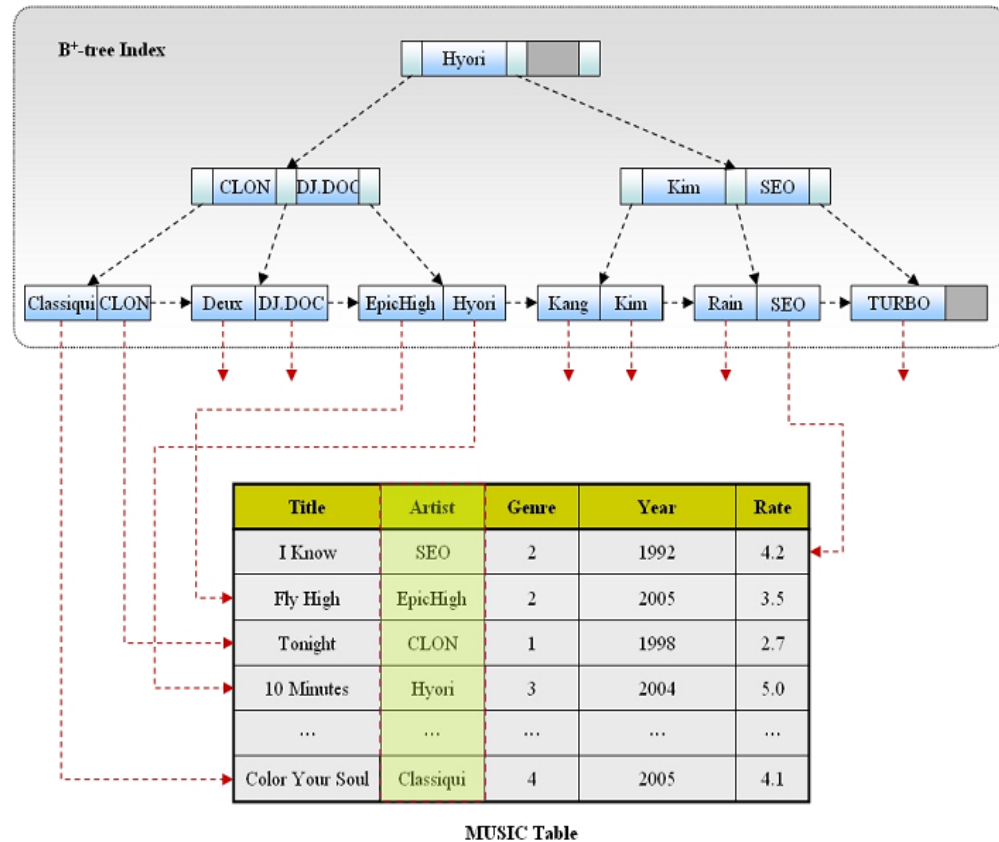 B+-tree Index
Hyori
CLON DJ.DOC
Kim SEO
Classiqui CLON Deux DJ.DOC EpicHigh Hyori Kang Kim Rain SEO TURBO
Title Artist Genre Year Rate
I Know SEO 2 1992 4.2
Fly High EpicHigh 2 2005 3.5
Tonight CLON 1 1998 2.7
10 Minutes Hyori 3 2004 5.0
... ... ... ... ...
Color Your Soul Classiqui 4 2005 4.1
MUSIC Table